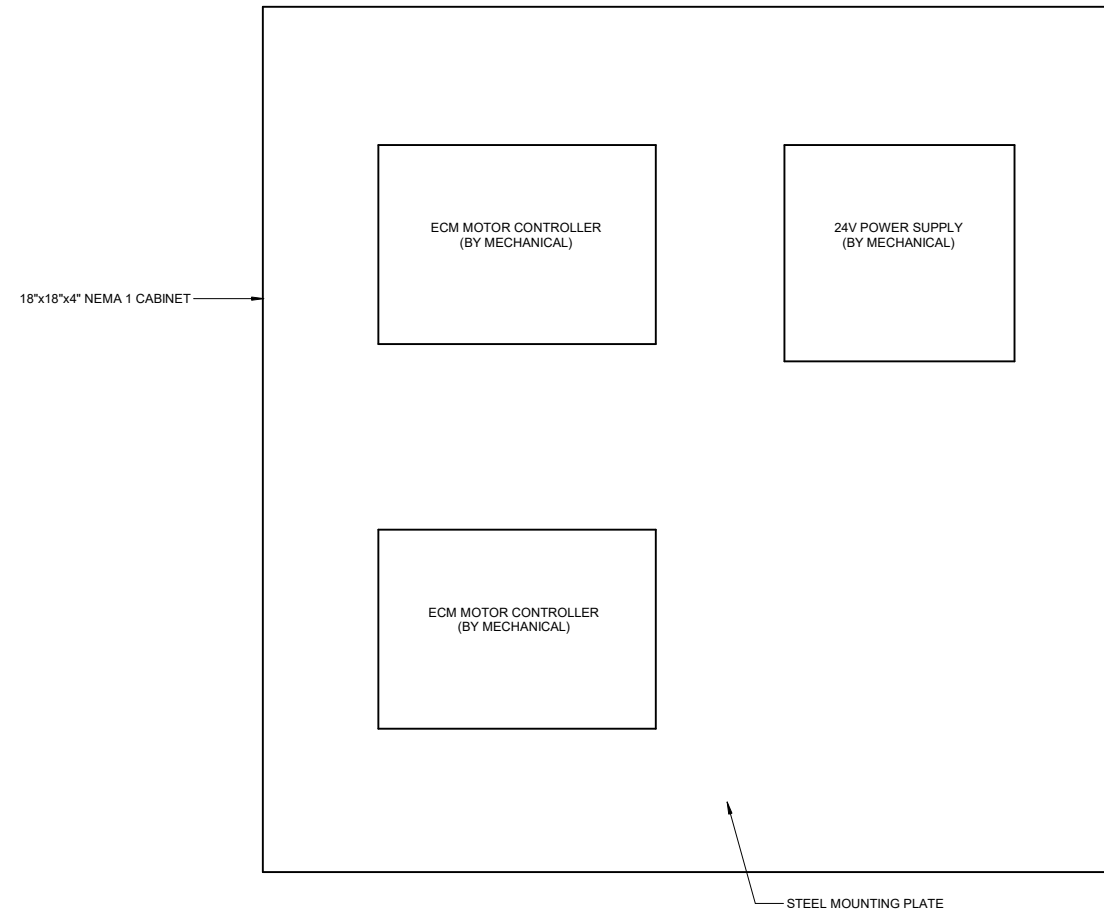 ECM MOTOR CONTROLLER
(BY MECHANICAL)
24V POWER SUPPLY
(BY MECHANICAL)
18"x18"x4" NEMA 1 CABINET
ECM MOTOR CONTROLLER
(BY MECHANICAL)
STEEL MOUNTING PLATE